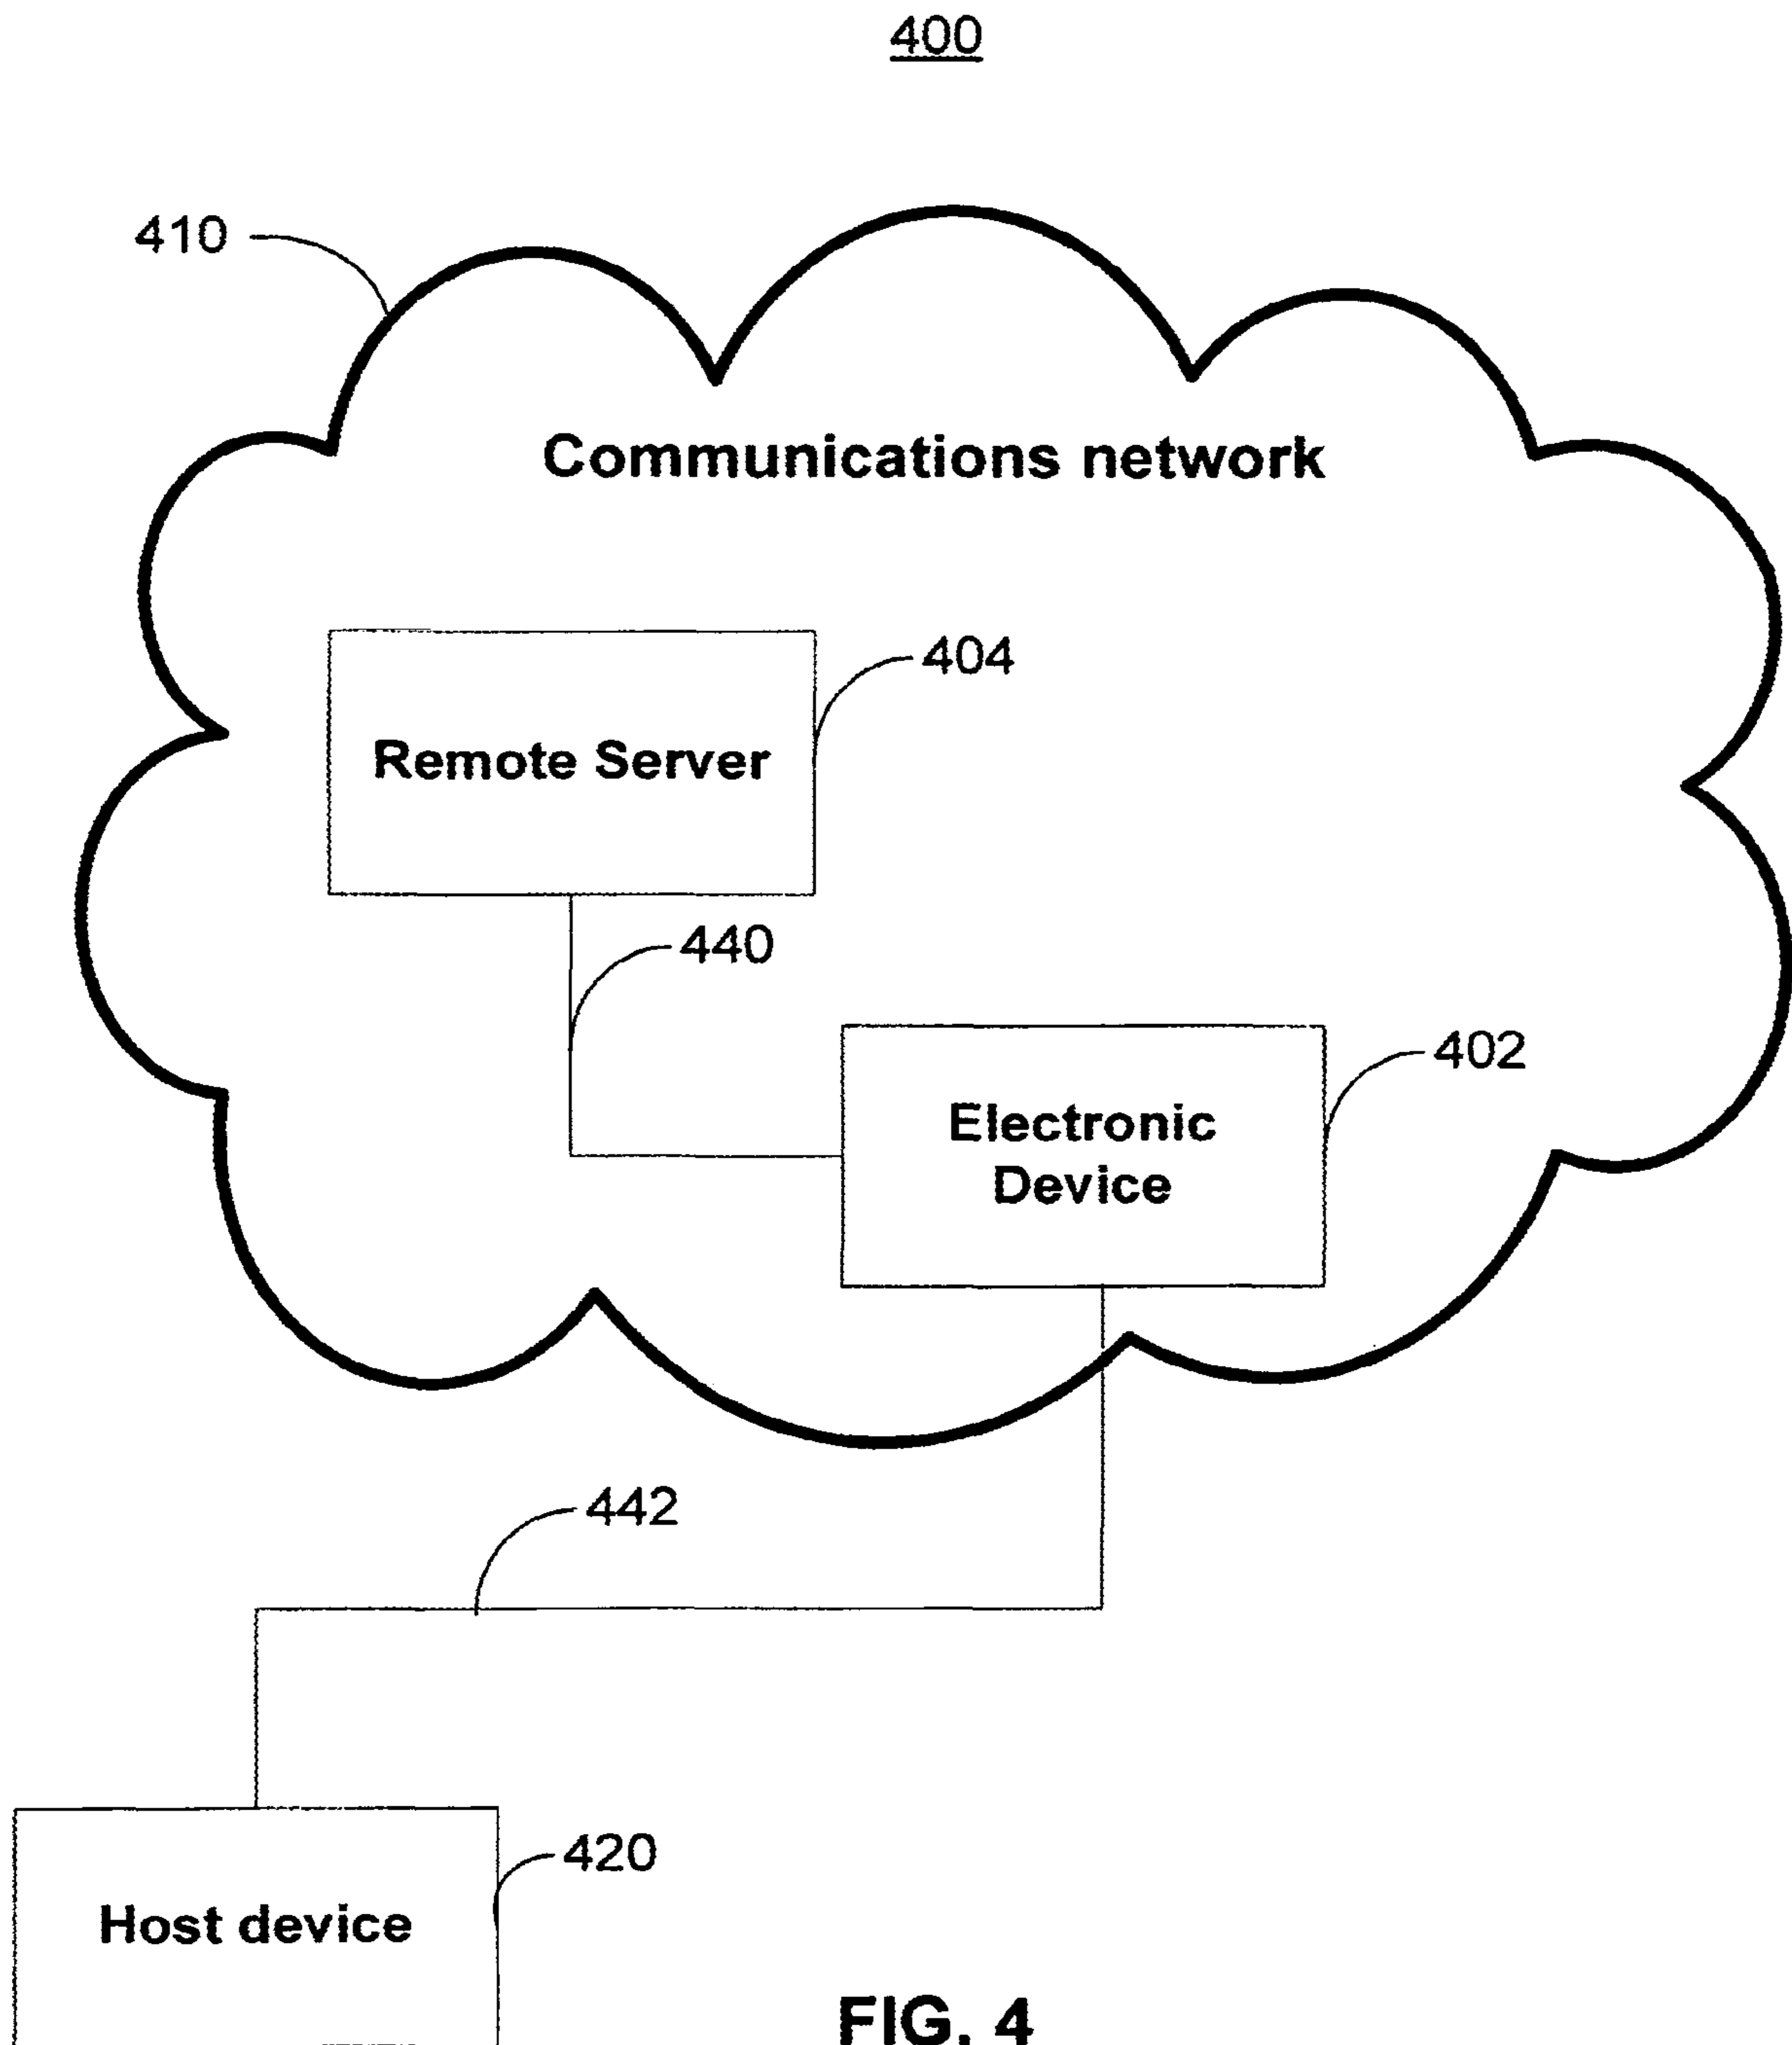 400
410
Communications network
404
Remote Server
440
402
Electronic
Device
442
420
Host device
FIG. 4